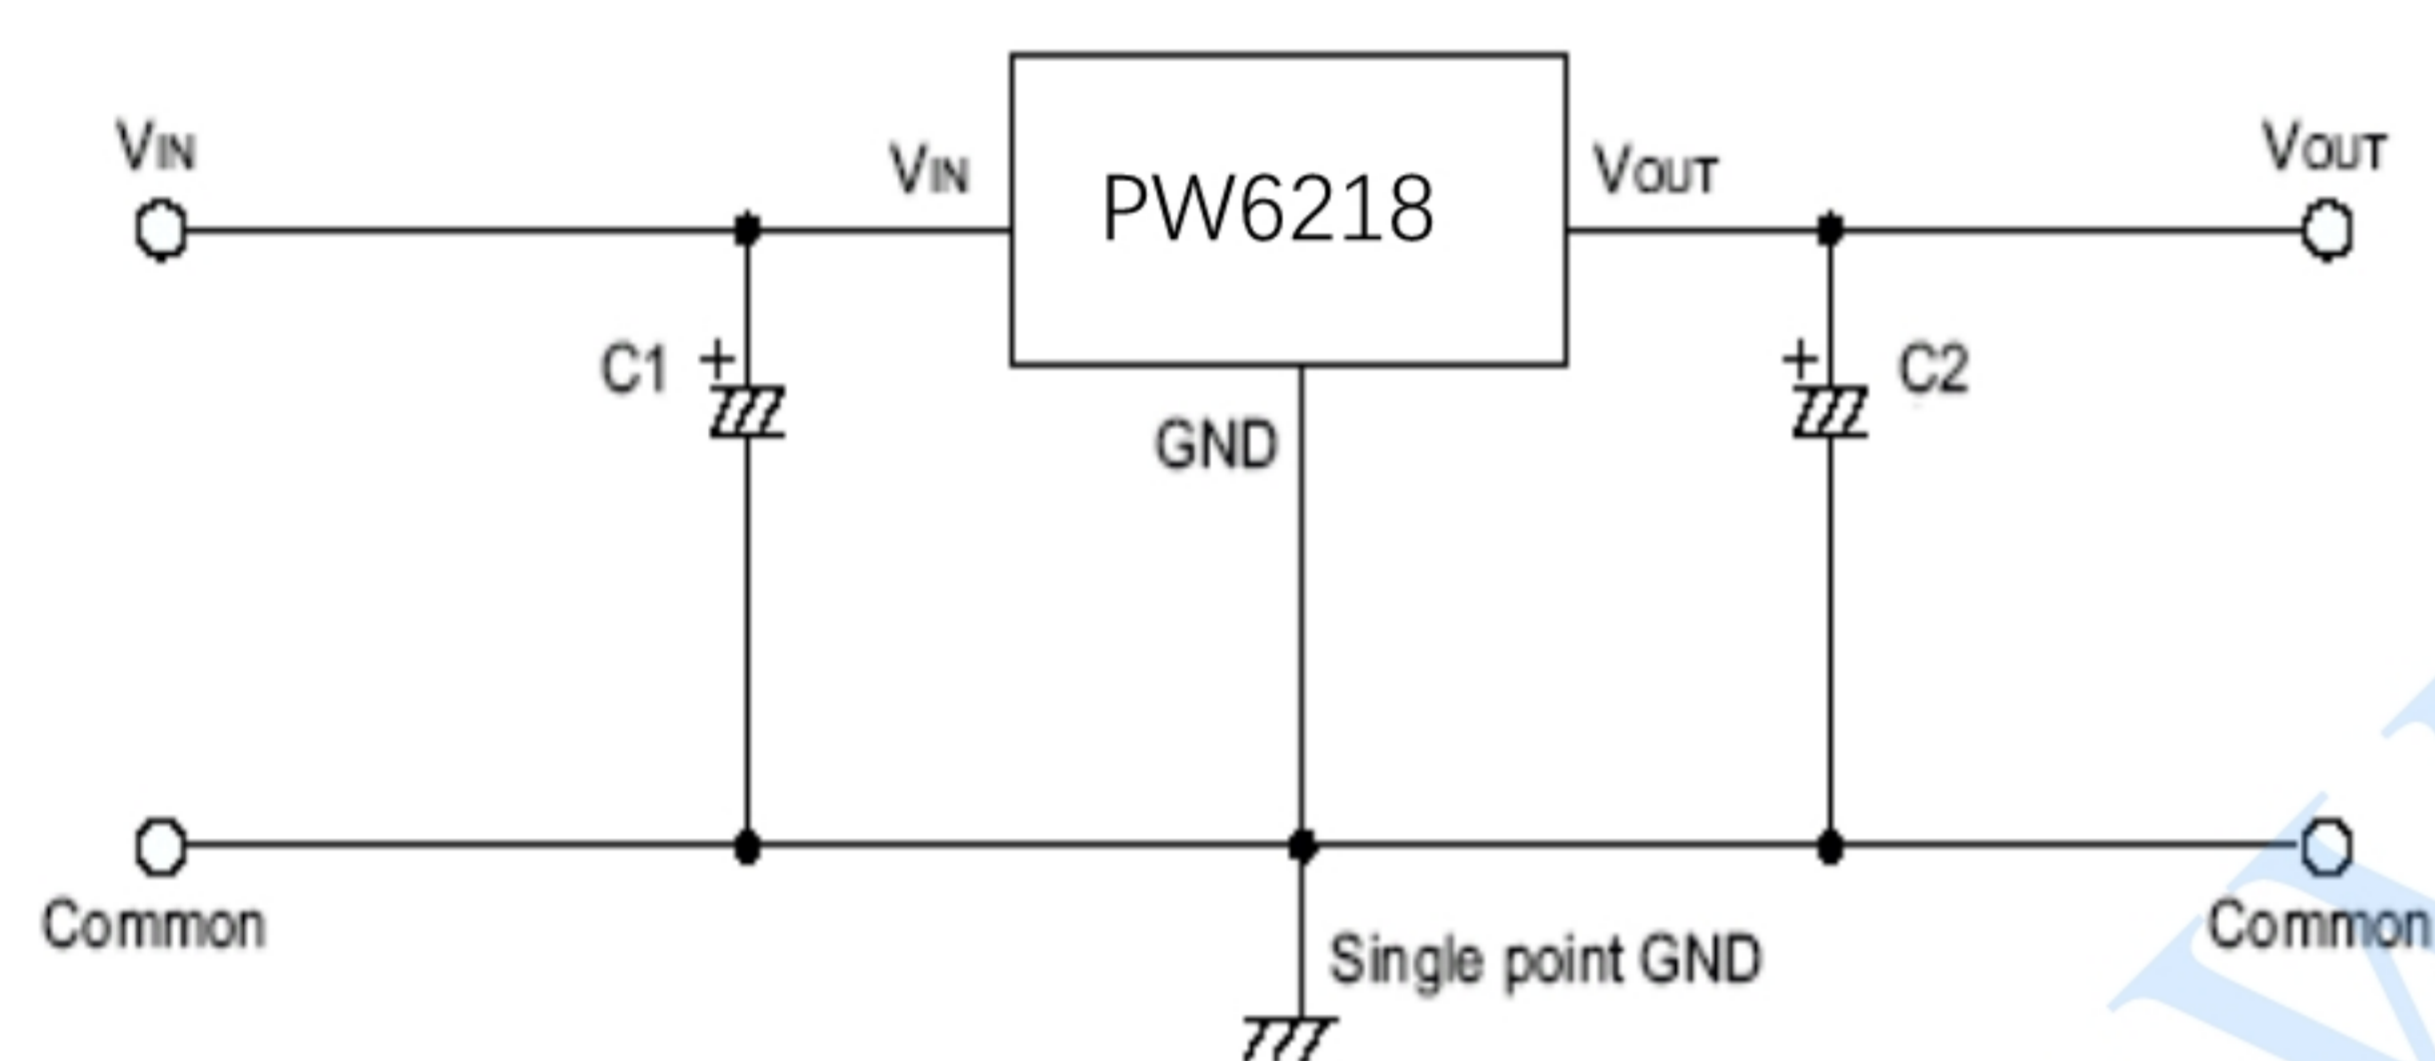 VIN
VIN
PW6218
VOUT
VOUT
C1
+
+
C2
GND
Common
Single point GND
Common